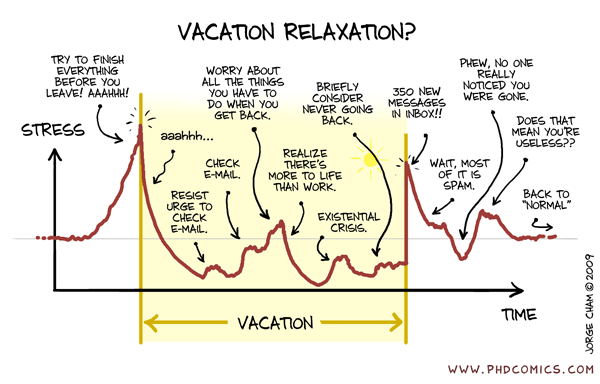 VACATION RELAXATION?
TRY TO FINISH
EVERYTHING
BEFORE YOU
LEAVE! AAAHHH!
STRESS
aaahhh...
RESIST
URGE TO
CHECK
E-MAIL.
CHECK
E-MAIL.
WORRY ABOUT
ALL THE THINGS
YOU HAVE TO
DO WHEN YOU
GET BACK.
REALIZE
THERE'S
MORE TO LIFE
THAN WORK.
EXISTENTIAL
CRISIS.
BRIEFLY
CONSIDER
NEVER GOING
BACK.
350 NEW
MESSAGES
IN INBOX!!
WAIT, MOST
OF IT IS
SPAM.
PHEW, NO ONE
REALLY
NOTICED YOU
WERE GONE.
DOES THAT
MEAN YOU'RE
USELESS??
BACK TO
"NORMAL"
VACATION
TIME
JORGE CHAM © 2009
WWW.PHDCOMICS.COM